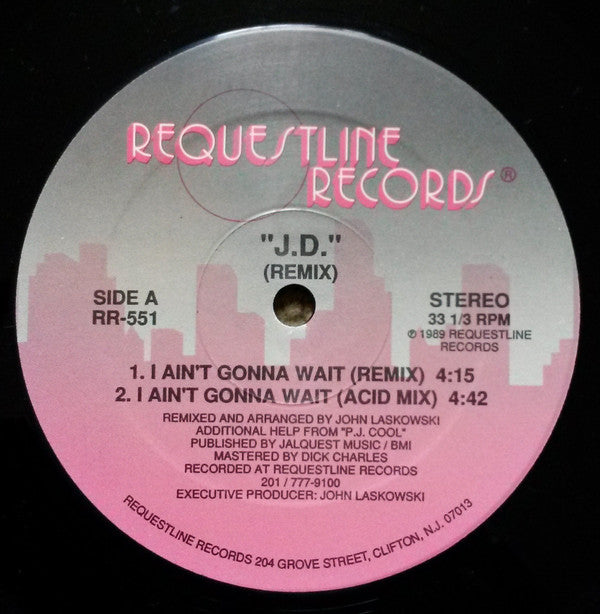 REQUESTLINE
RECORDS®
"J.D."
(REMIX)
SIDE A
RR-551
STEREO
33 1/3 RPM
℗ 1989 REQUESTLINE
RECORDS
1. I AIN'T GONNA WAIT (REMIX) 4:15
2. I AIN'T GONNA WAIT (ACID MIX) 4:42
REMIXED AND ARRANGED BY JOHN LASKOWSKI
ADDITIONAL HELP FROM "P.J. COOL"
PUBLISHED BY JALQUEST MUSIC / BMI
MASTERED BY DICK CHARLES
RECORDED AT REQUESTLINE RECORDS
201 / 777-9100
EXECUTIVE PRODUCER: JOHN LASKOWSKI
REQUESTLINE RECORDS 204 GROVE STREET, CLIFTON, N.J. 07013